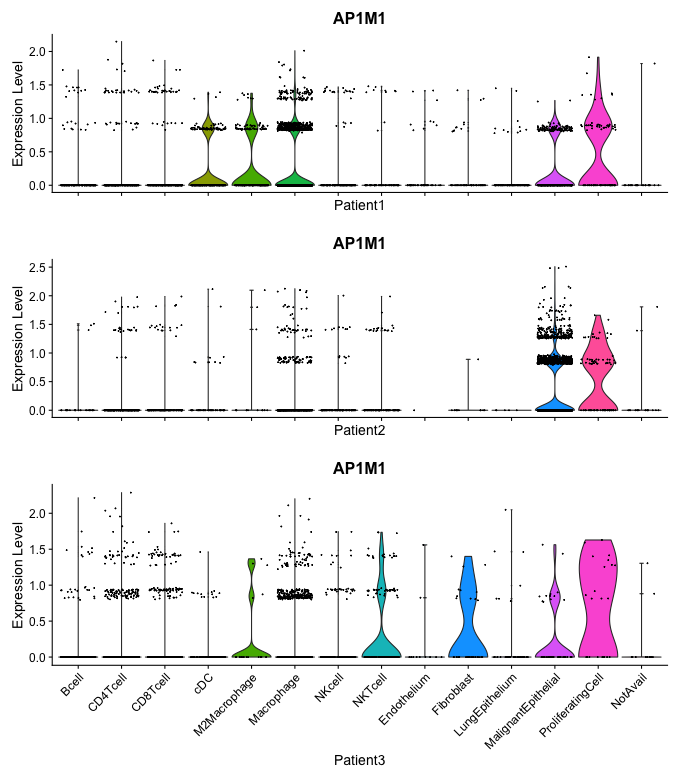 AP1M1
Expression Level
2.0
1.5
1.0
0.5
0.0
Patient1
AP1M1
Expression Level
2.5
2.0
1.5
1.0
0.5
0.0
Patient2
AP1M1
Expression Level
2.0
1.5
1.0
0.5
0.0
Bcell
CD4Tcell
CD8Tcell
cDC
M2Macrophage
Macrophage
NKcell
NKTcell
Endothelium
Fibroblast
LungEpithelium
MalignantEpithelial
ProliferatingCell
NotAvail
Patient3